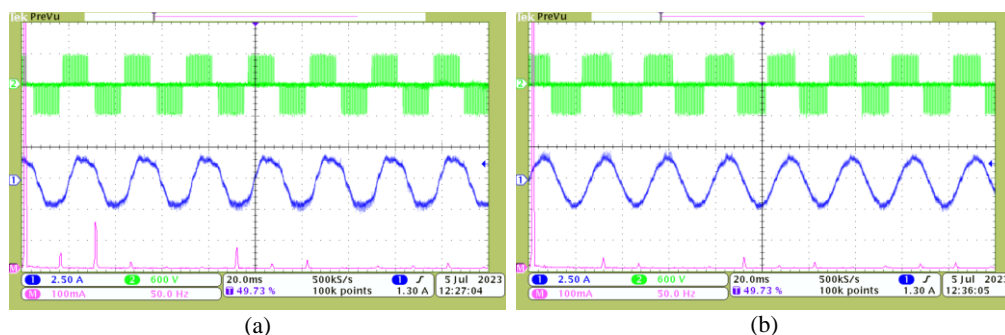 Tek PreVu
2
1
M
1 2.50 A 2 600 V
M 100mA 50.0 Hz
20.0ms 500kS/s 1
T 49.73 % 100k points 1.30 A
5 Jul 2023
12:27:04
(a)
Tek PreVu
2
1
M
1 2.50 A 2 600 V
M 100mA 50.0 Hz
20.0ms 500kS/s 1
T 49.73 % 100k points 1.30 A
5 Jul 2023
12:36:05
(b)